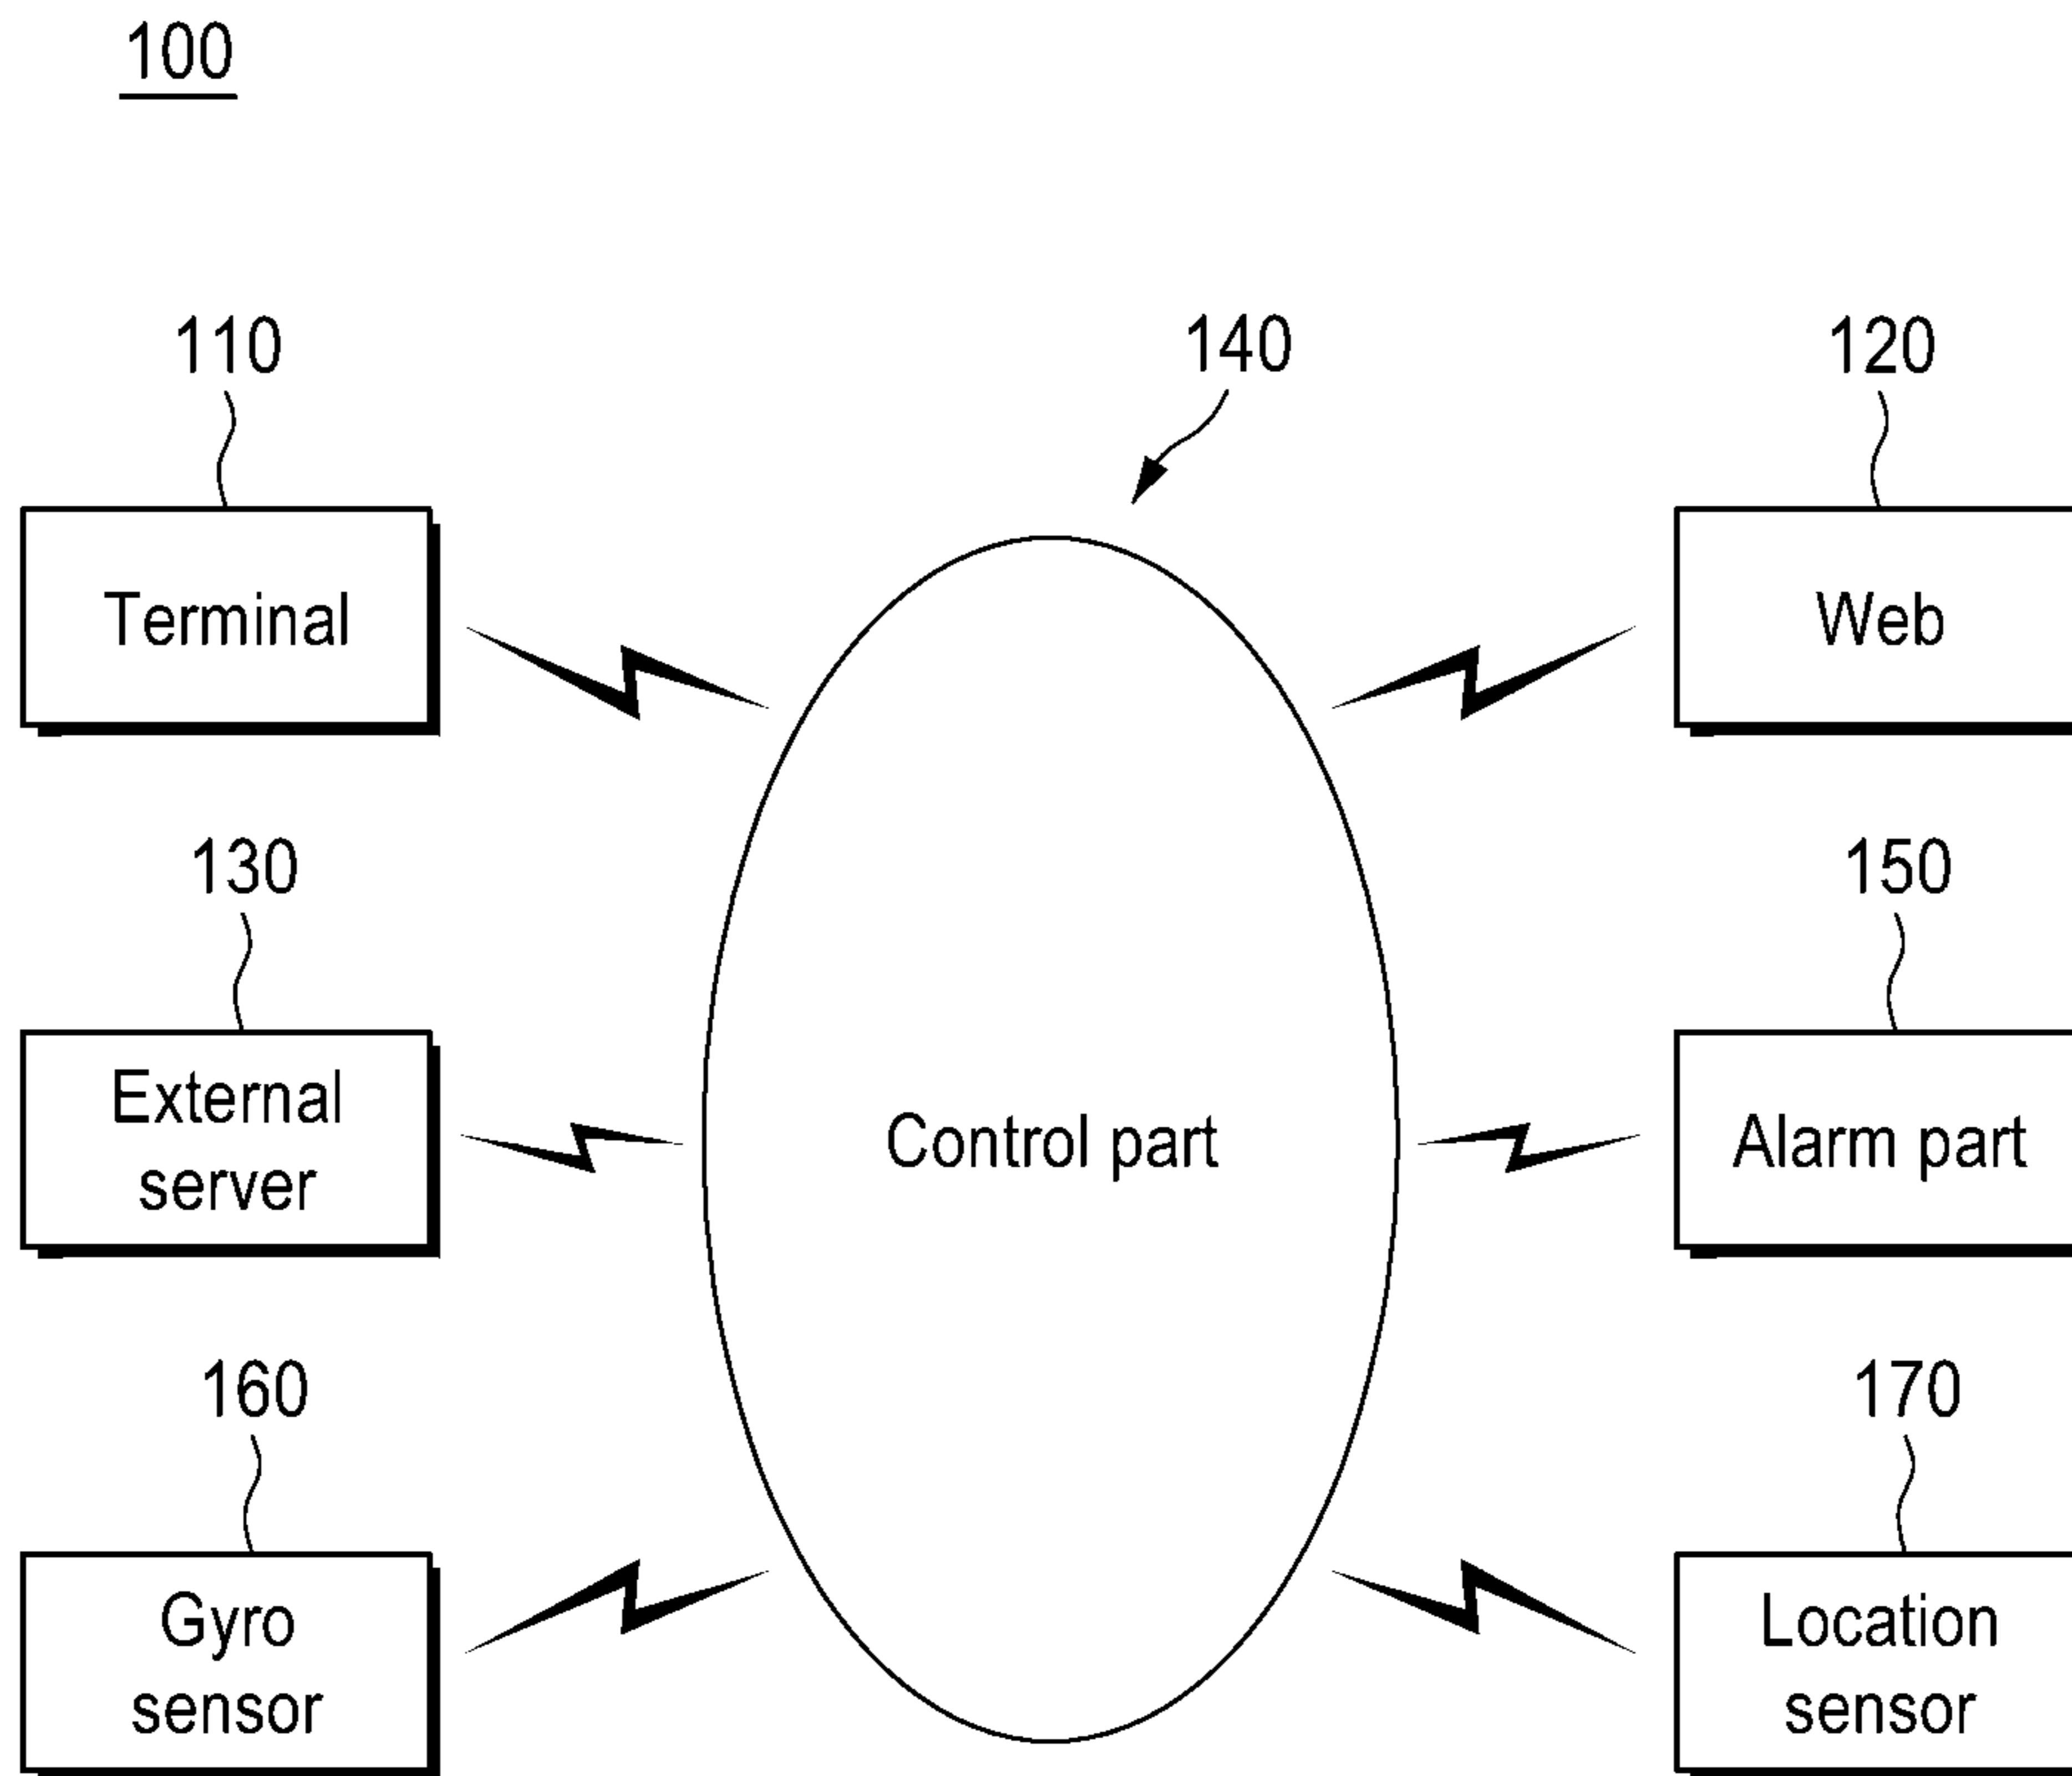 100
110
140
120
Terminal
Web
130
150
External
server
Control part
Alarm part
160
170
Gyro
sensor
Location
sensor